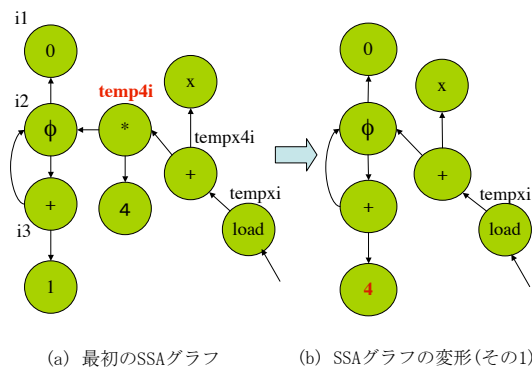 i1
0
0
temp4i
x
x
i2
ϕ
*
tempx4i
ϕ
+
+
tempxi
tempxi
+
4
load
+
load
i3
1
4
(a) 最初のSSAグラフ
(b) SSAグラフの変形(その1)